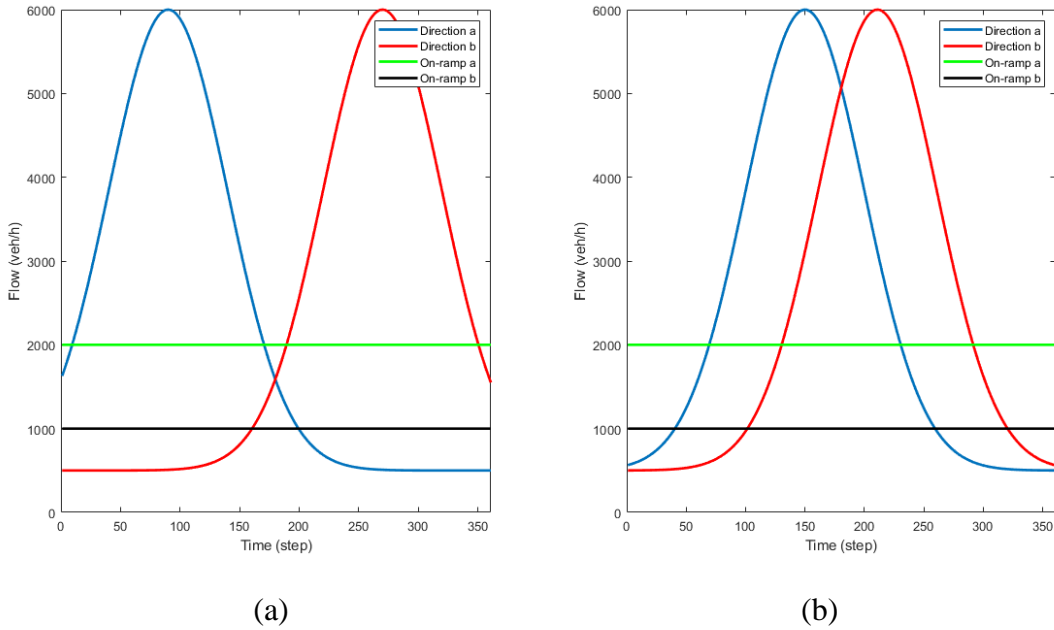 6000
5000
4000
3000
2000
1000
0
Flow (veh/h)
0 50 100 150 200 250 300 350
Time (step)
Direction a
Direction b
On-ramp a
On-ramp b
(a)
6000
5000
4000
3000
2000
1000
0
Flow (veh/h)
0 50 100 150 200 250 300 350
Time (step)
Direction a
Direction b
On-ramp a
On-ramp b
(b)